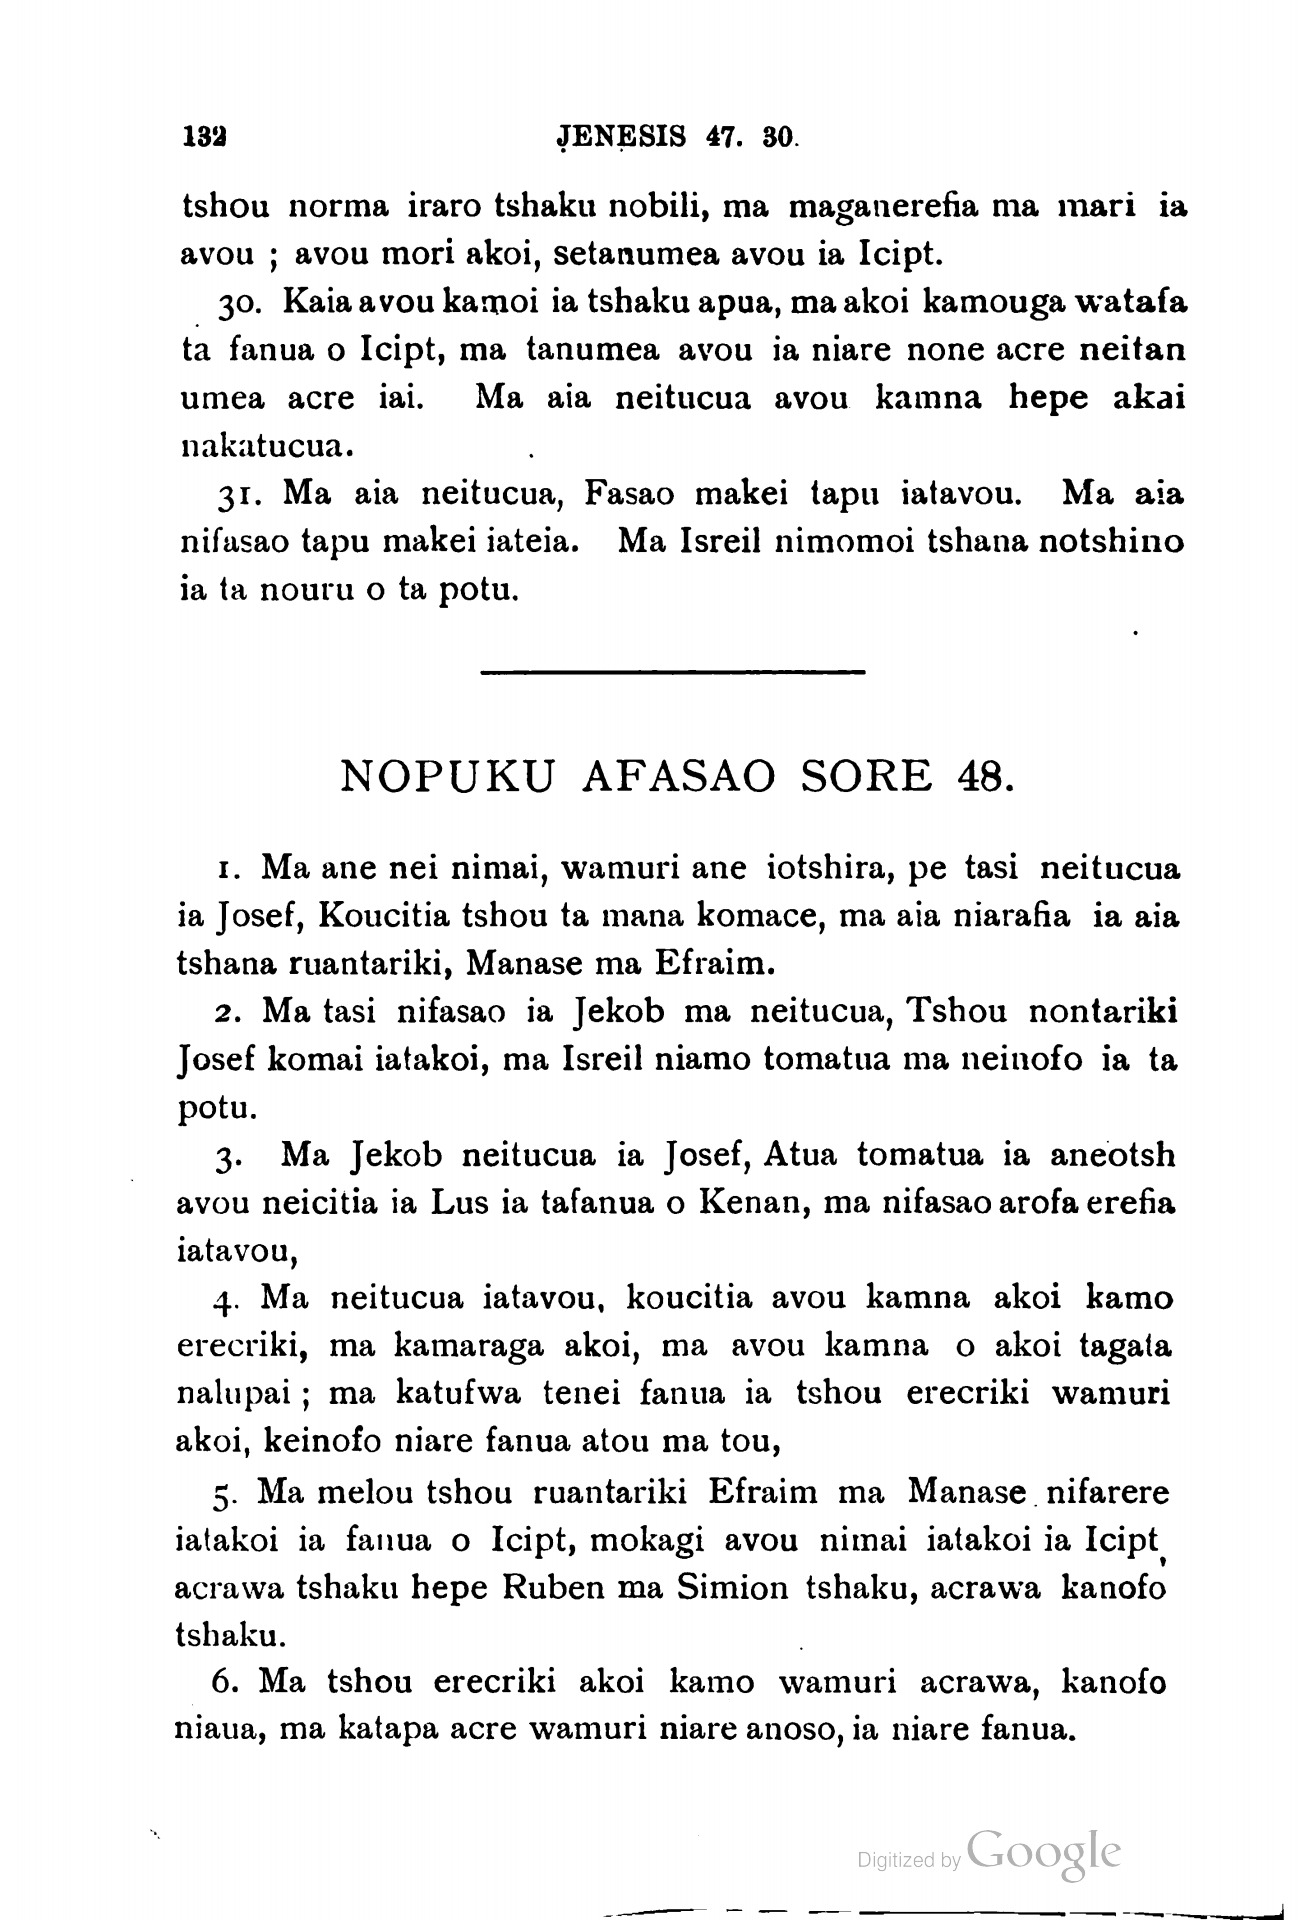 132 JENESIS 47. 30.
tshou norma iraro tshaku nobili, ma maganerefia ma mari ia
avou ; avou mori akoi, setanumea avou ia Icipt.
30. Kaia avou kamoi ia tshaku apua, ma akoi kamouga watafa
ta fanua o Icipt, ma tanumea avou ia niare none acre neitan
umea acre iai. Ma aia neitucua avou kamna hepe akai
nakatucua.
31. Ma aia neitucua, Fasao makei tapu iatavou. Ma aia
nifasao tapu makei iateia. Ma Isreil nimomoi tshana notshino
ia ta nouru o ta potu.
NOPUKU AFASAO SORE 48.
1. Ma ane nei nimai, wamuri ane iotshira, pe tasi neitucua
ia Josef, Koucitia tshou ta mana komace, ma aia niarafia ia aia
tshana ruantariki, Manase ma Efraim.
2. Ma tasi nifasao ia Jekob ma neitucua, Tshou nontariki
Josef komai iatakoi, ma Isreil niamo tomatua ma neinofo ia ta
potu.
3. Ma Jekob neitucua ia Josef, Atua tomatua ia aneotsh
avou neicitia ia Lus ia tafanua o Kenan, ma nifasao arofa erefia
iatavou,
4. Ma neitucua iatavou, koucitia avou kamna akoi kamo
erecriki, ma kamaraga akoi, ma avou kamna o akoi tagata
nalupai ; ma katufwa tenei fanua ia tshou erecriki wamuri
akoi, keinofo niare fanua atou ma tou,
5. Ma melou tshou ruantariki Efraim ma Manase nifarere
iatakoi ia fanua o Icipt, mokagi avou nimai iatakoi ia Icipt,
acrawa tshaku hepe Ruben ma Simion tshaku, acrawa kanofo
tshaku.
6. Ma tshou erecriki akoi kamo wamuri acrawa, kanofo
niaua, ma katapa acre wamuri niare anoso, ia niare fanua.
Digitized by Google